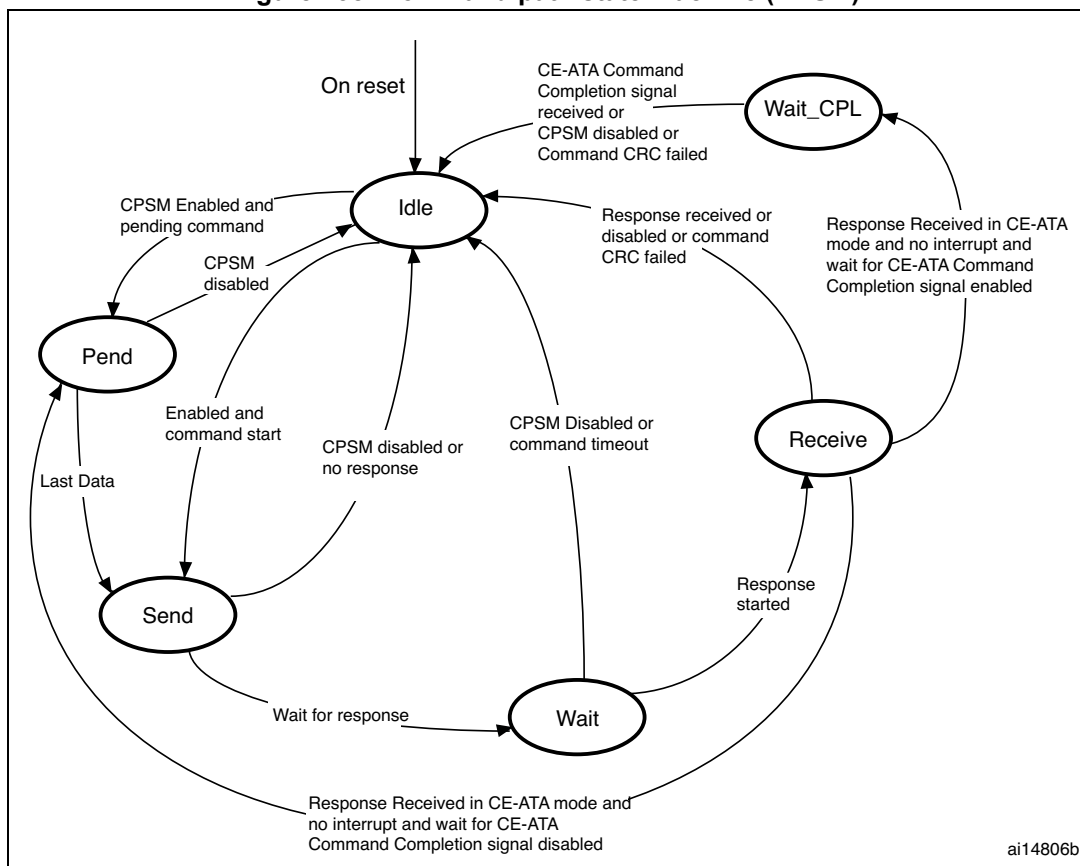 On reset
CE-ATA Command
Completion signal
received or
CPSM disabled or
Command CRC failed
Wait_CPL
Idle
CPSM Enabled and
pending command
CPSM
disabled
Response received or
disabled or command
CRC failed
Response Received in CE-ATA
mode and no interrupt and
wait for CE-ATA Command
Completion signal enabled
Pend
Enabled and
command start
CPSM disabled or
no response
CPSM Disabled or
command timeout
Receive
Last Data
Response
started
Send
Wait for response
Wait
Response Received in CE-ATA mode and
no interrupt and wait for CE-ATA
Command Completion signal disabled
ai14806b